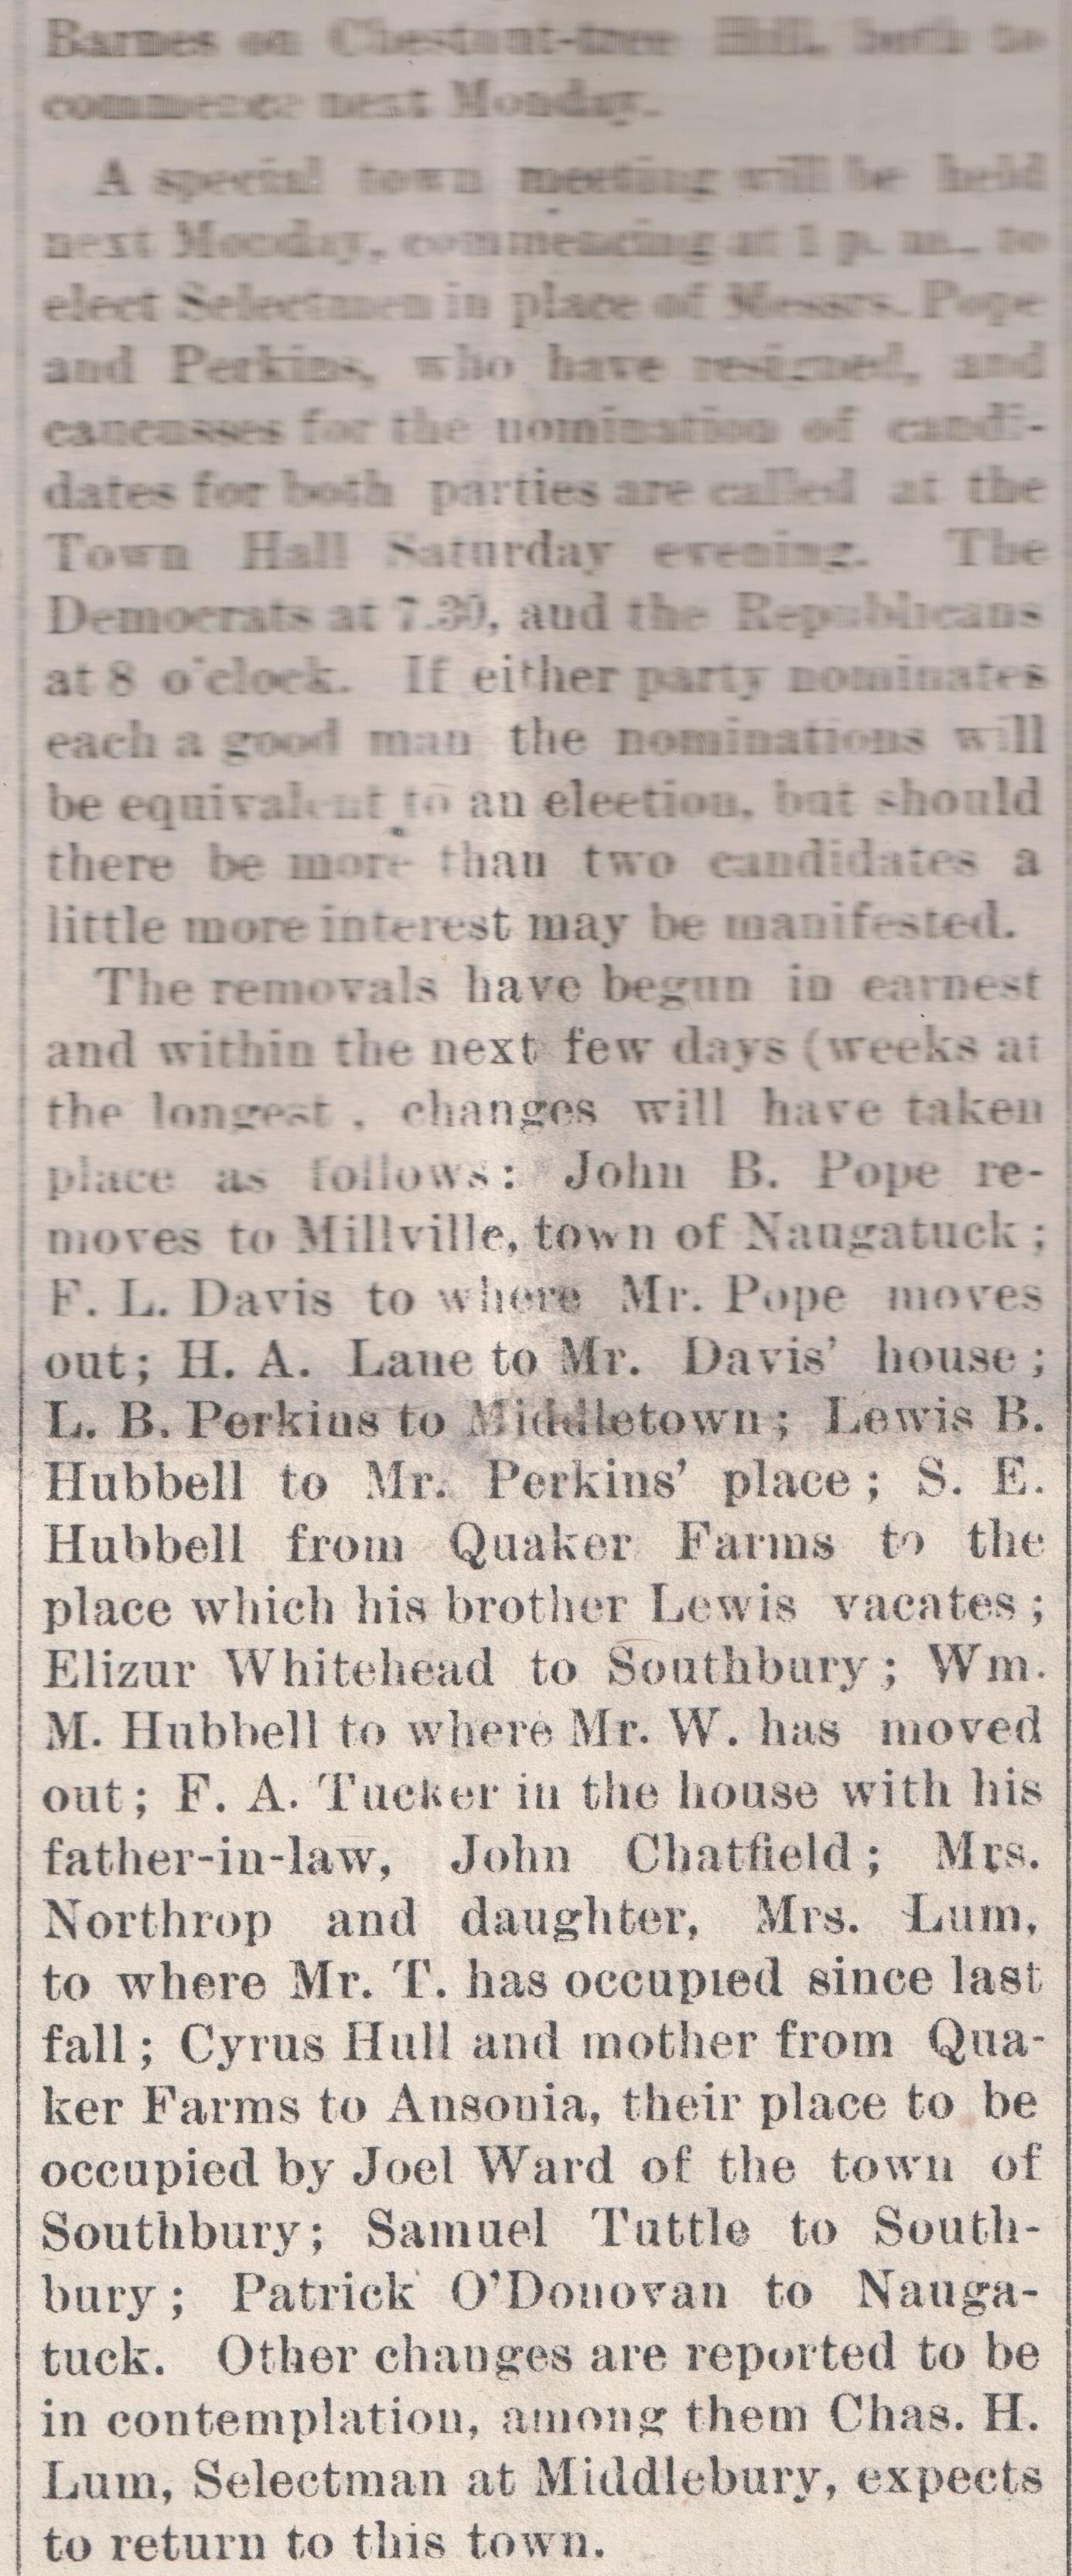 Barnes on Chestnut-tree Hill, both to
commence next Monday.
A special town meeting will be held
next Monday, commencing at 1 p. m., to
elect Selectmen in place of Messrs. Pope
and Perkins, who have resigned, and
caucusses for the nomination of candi-
dates for both parties are called at the
Town Hall Saturday evening. The
Democrats at 7.30, and the Republicans
at 8 o'clock. If either party nominates
each a good man the nominations will
be equivalent to an election, but should
there be more than two candidates a
little more interest may be manifested.
The removals have begun in earnest
and within the next few days (weeks at
the longest, changes will have taken
place as follows: John B. Pope re-
moves to Millville, town of Naugatuck;
F. L. Davis to where Mr. Pope moves
out; H. A. Lane to Mr. Davis' house;
L. B. Perkins to Middletown; Lewis B.
Hubbell to Mr. Perkins' place; S. E.
Hubbell from Quaker Farms to the
place which his brother Lewis vacates;
Elizur Whitehead to Southbury; Wm.
M. Hubbell to where Mr. W. has moved
out; F. A. Tucker in the house with his
father-in-law, John Chatfield; Mrs.
Northrop and daughter, Mrs. Lum,
to where Mr. T. has occupied since last
fall; Cyrus Hull and mother from Qua-
ker Farms to Ansonia, their place to be
occupied by Joel Ward of the town of
Southbury; Samuel Tuttle to South-
bury; Patrick O'Donovan to Nauga-
tuck. Other changes are reported to be
in contemplation, among them Chas. H.
Lum, Selectman at Middlebury, expects
to return to this town.